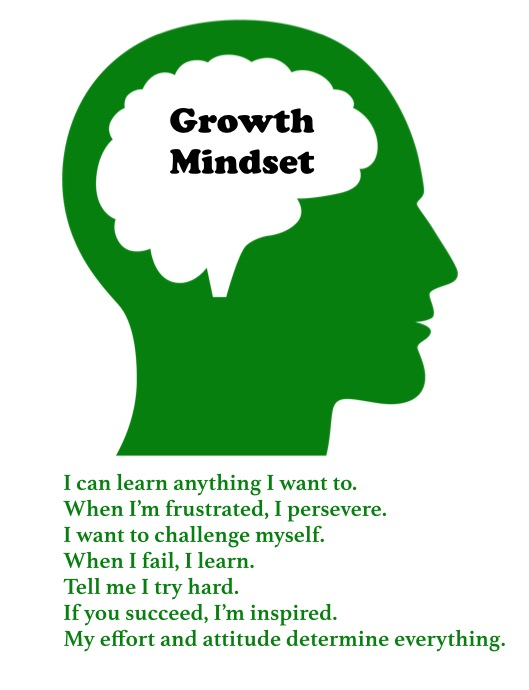 Growth
Mindset
I can learn anything I want to.
When I'm frustrated, I persevere.
I want to challenge myself.
When I fail, I learn.
Tell me I try hard.
If you succeed, I'm inspired.
My effort and attitude determine everything.